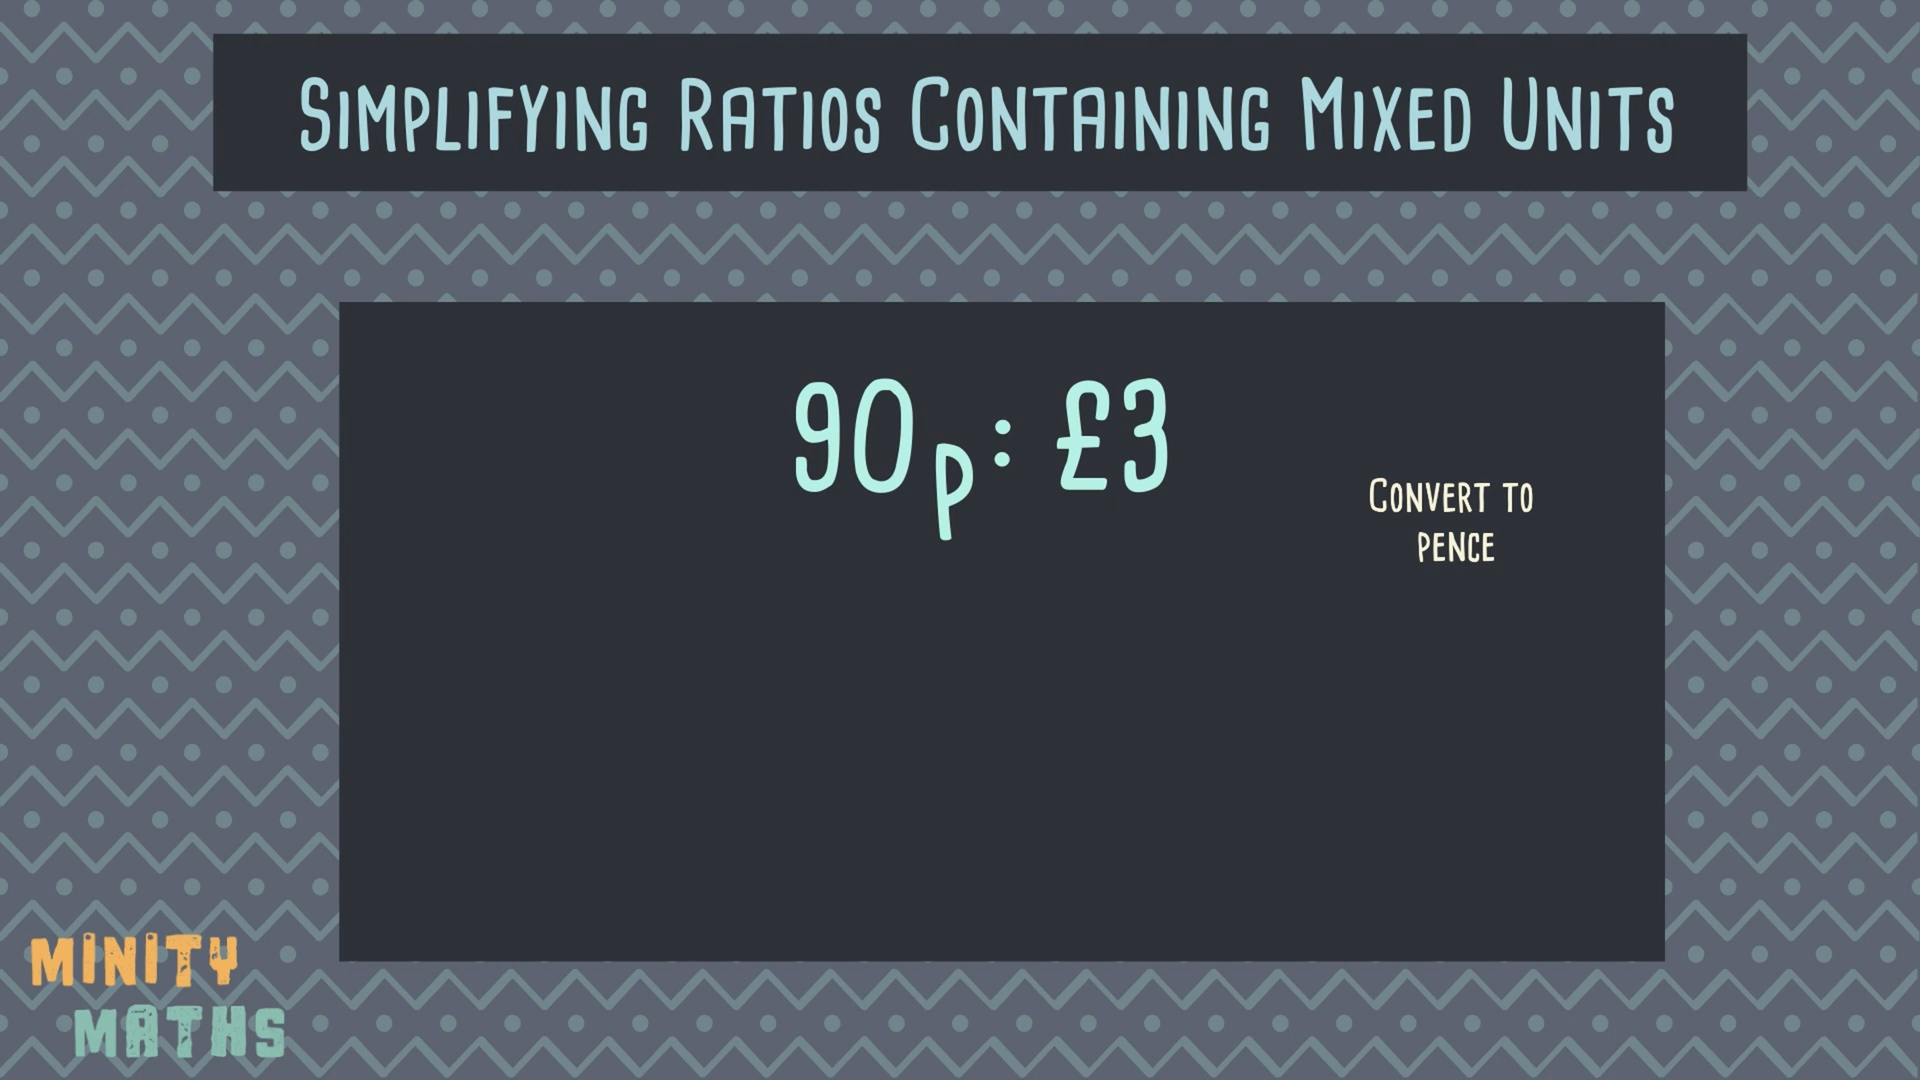 Simplifying Ratios Containing Mixed Units
90p: £3
Convert to
pence
MINITY
MATHS